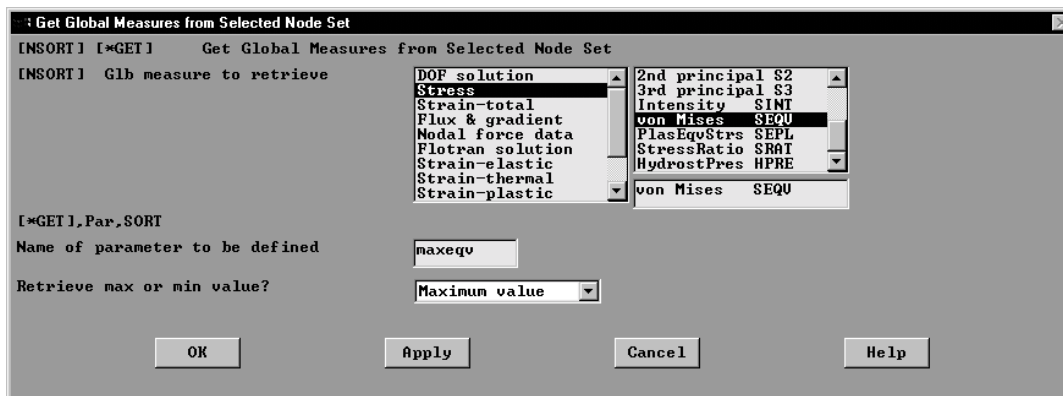 Get Global Measures from Selected Node Set
[NSORT] [*GET] Get Global Measures from Selected Node Set
[NSORT] Glb measure to retrieve
DOF solution
Stress
Strain-total
Flux & gradient
Nodal force data
Flotran solution
Strain-elastic
Strain-thermal
Strain-plastic
2nd principal S2
3rd principal S3
Intensity SINT
von Mises SEQV
PlasEqvStrs SEPL
StressRatio SRAT
HydrostPres HPRE
von Mises SEQV
[*GET],Par,SORT
Name of parameter to be defined
maxeqv
Retrieve max or min value?
Maximum value
OK Apply Cancel Help